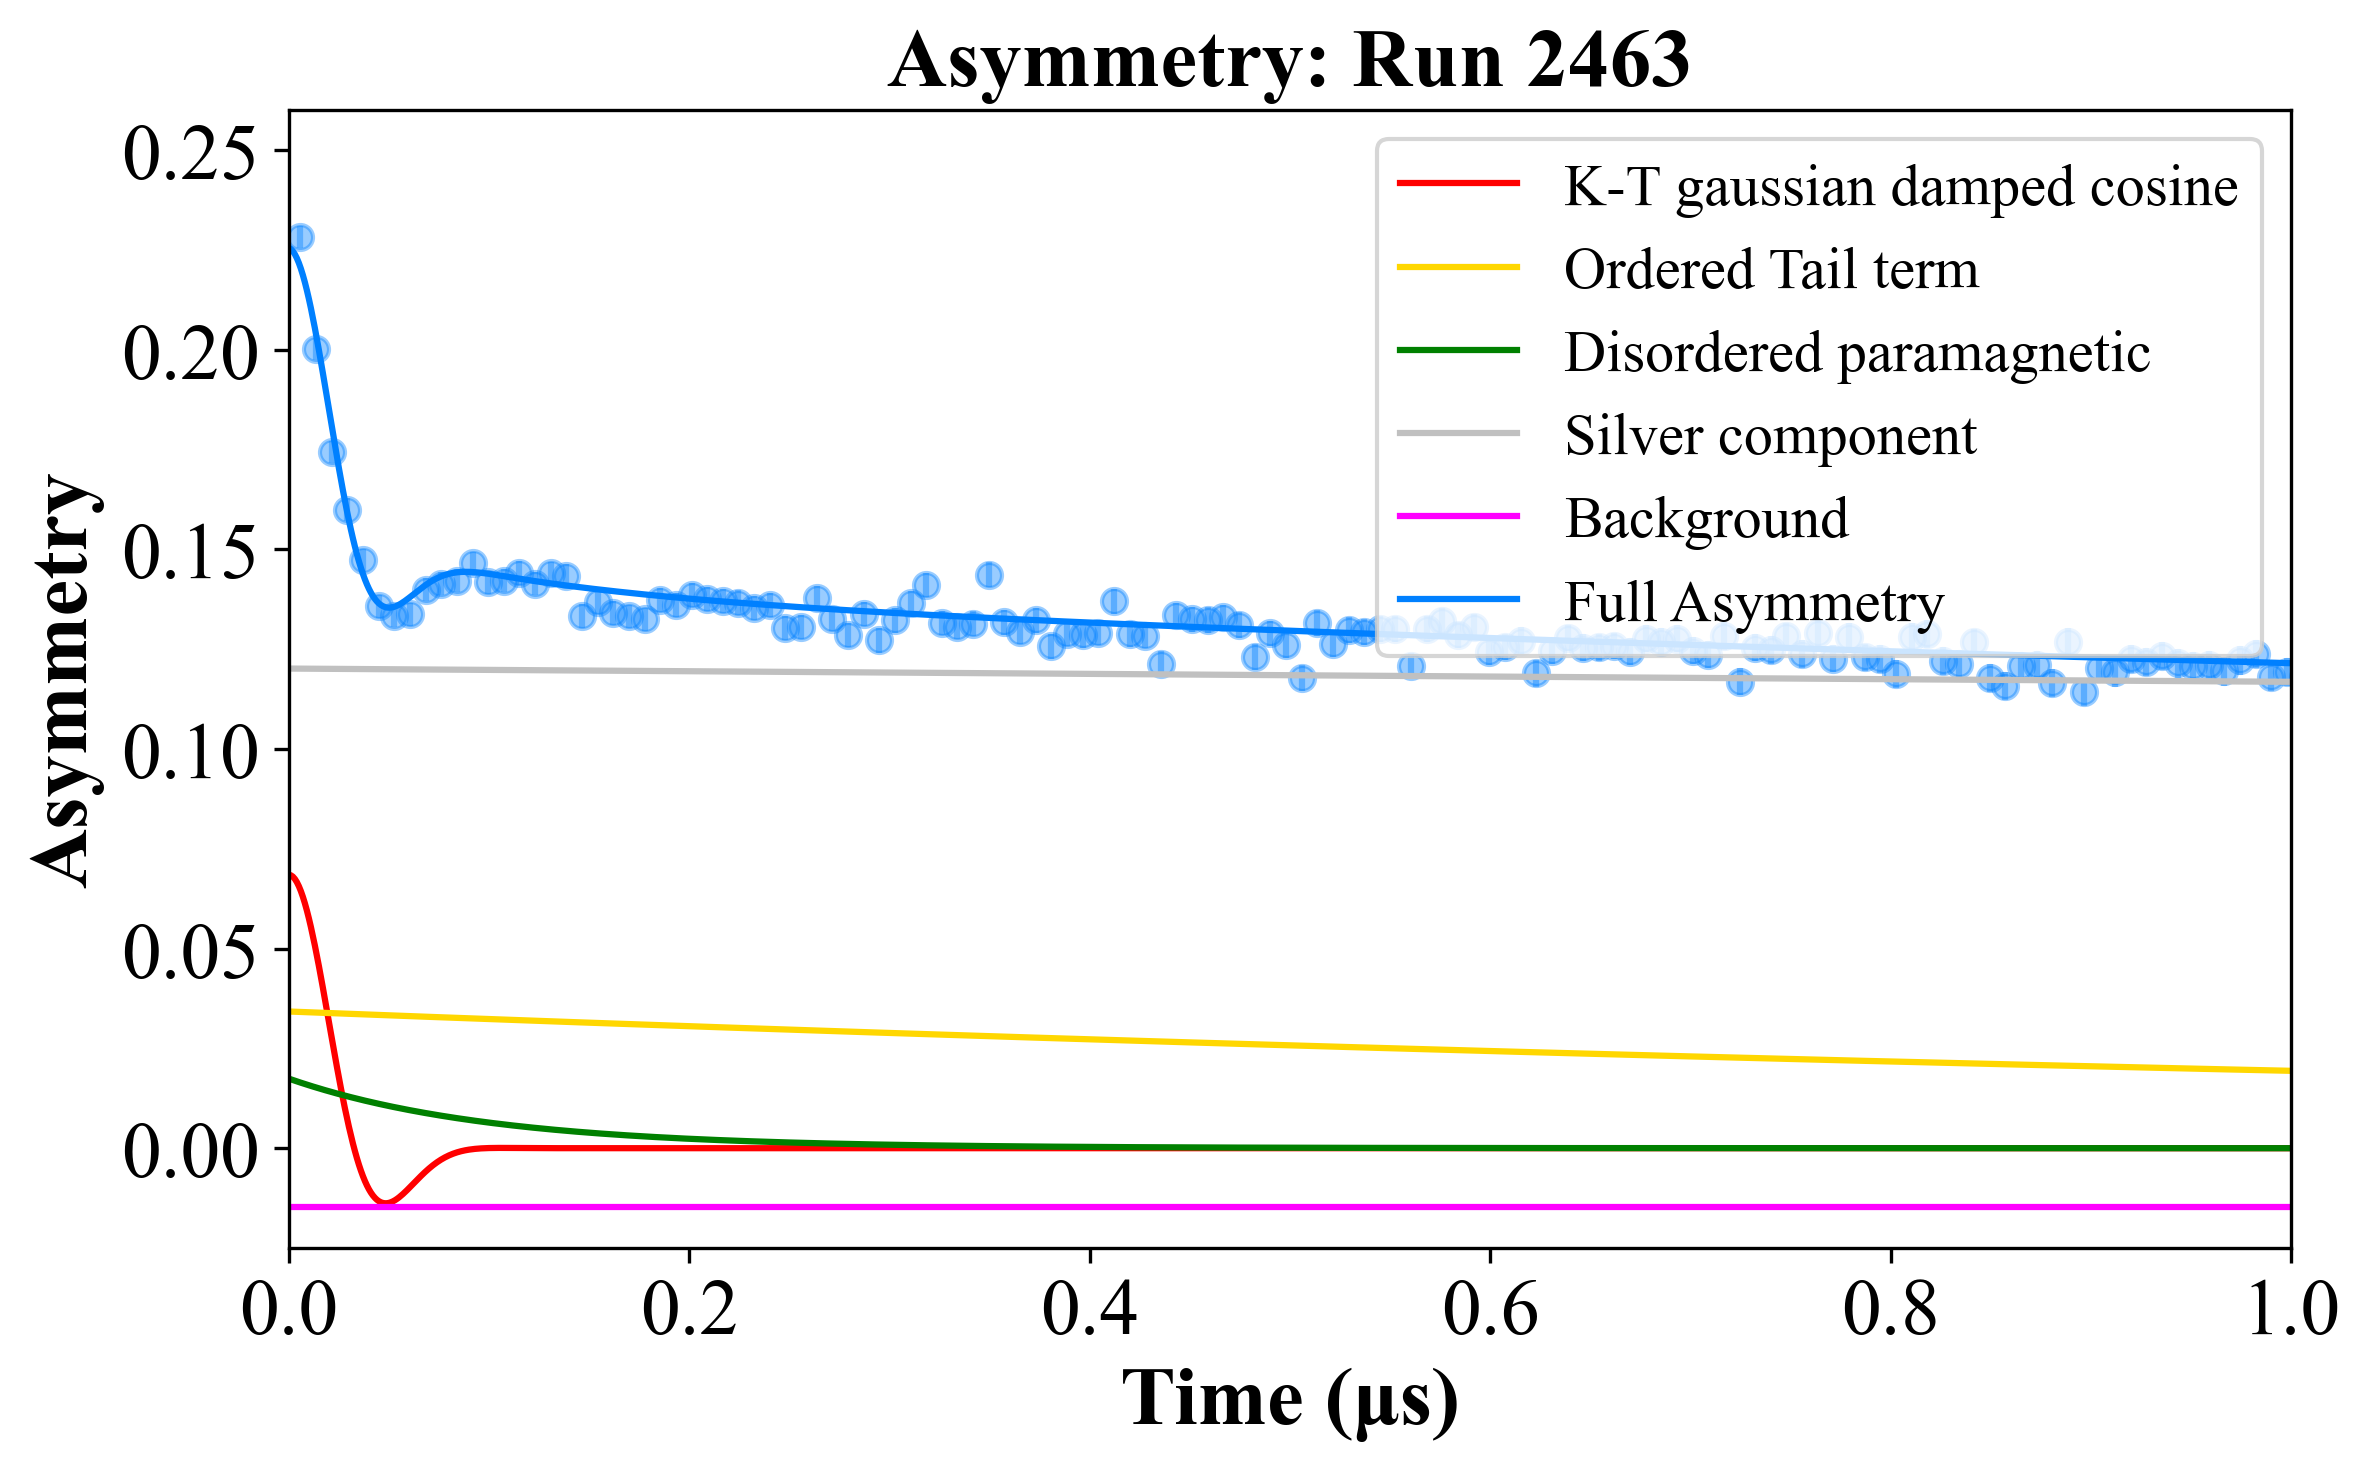 Asymmetry: Run 2463
0.25
0.20
0.15
0.10
0.05
0.00
Asymmetry
K-T gaussian damped cosine
Ordered Tail term
Disordered paramagnetic
Silver component
Background
Full Asymmetry
0.0 0.2 0.4 0.6 0.8 1.0
Time (μs)